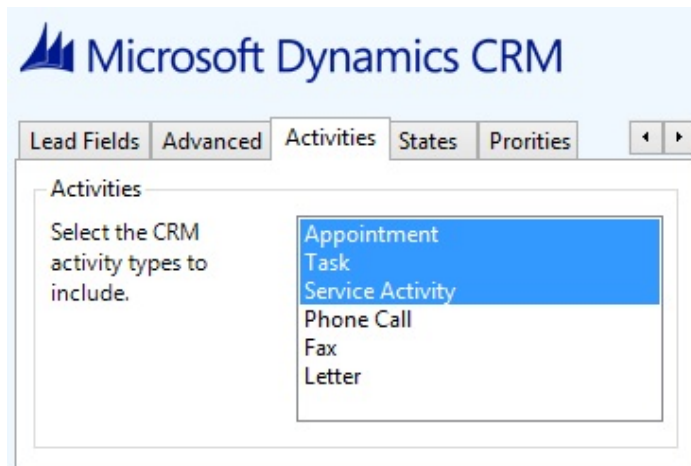 Microsoft Dynamics CRM
Lead Fields Advanced Activities States Prorities
Activities
Select the CRM
activity types to
include.
Appointment
Task
Service Activity
Phone Call
Fax
Letter